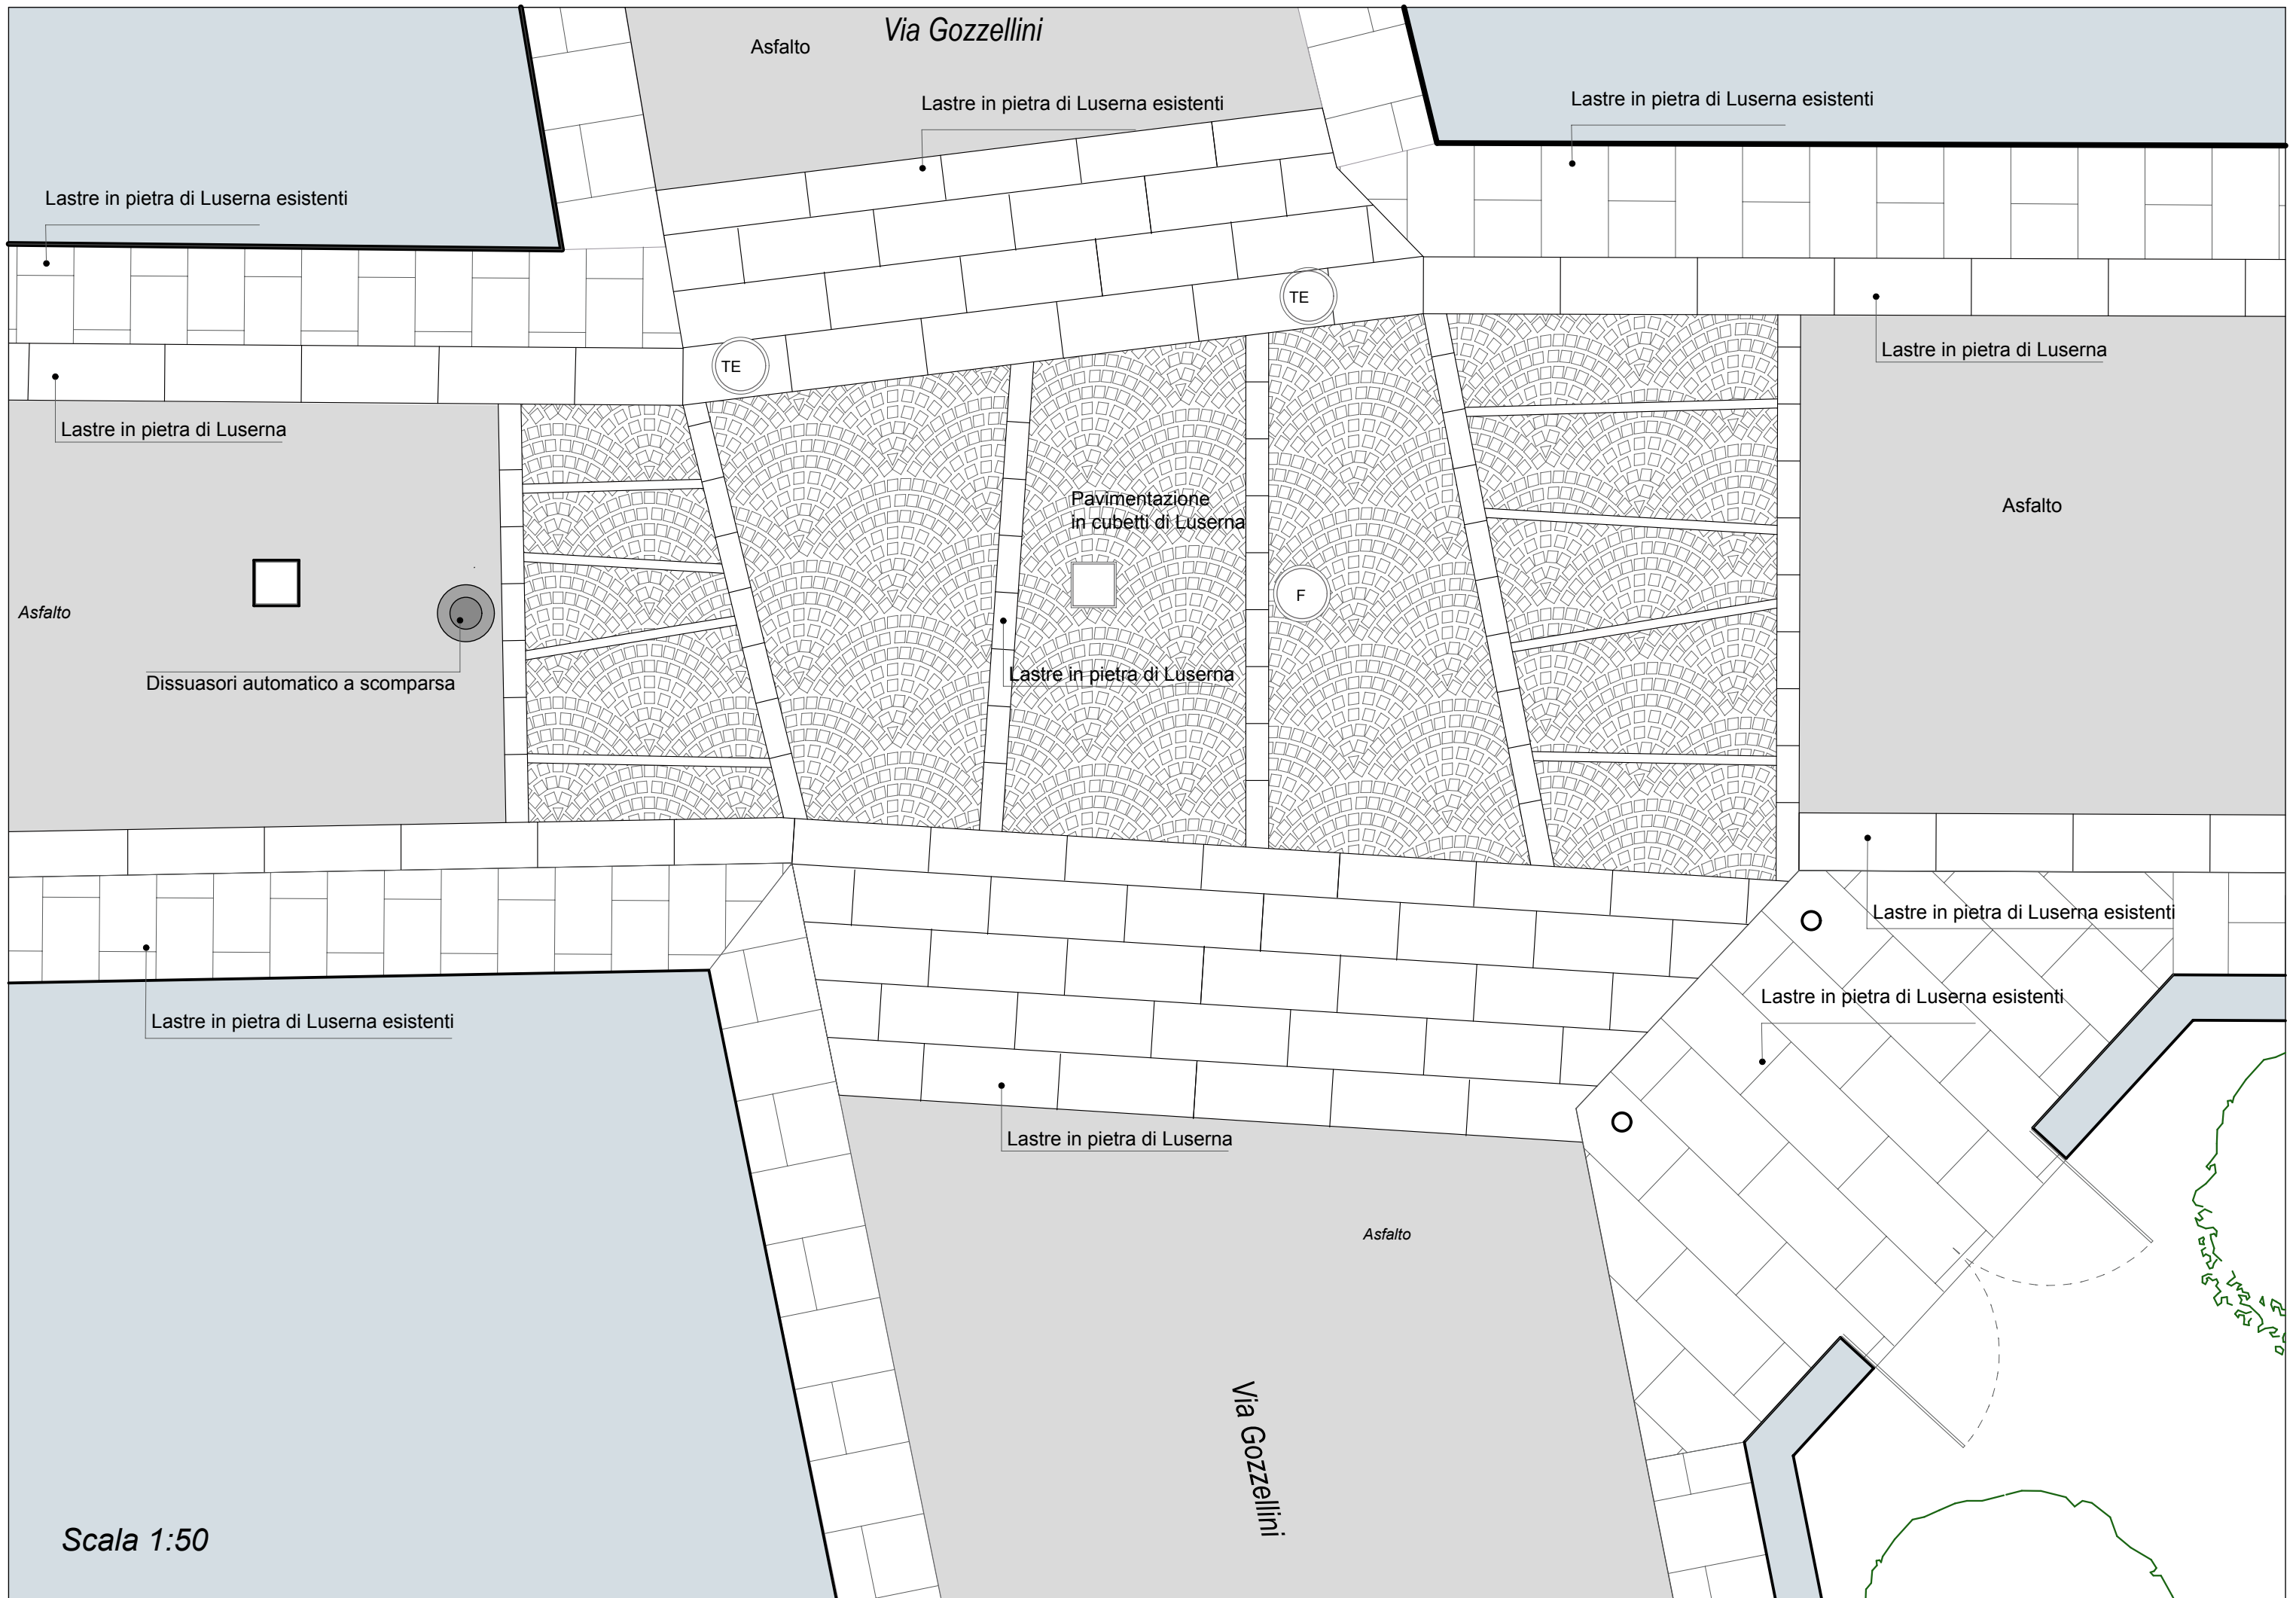 Via Gozzellini
Asfalto
Lastre in pietra di Luserna esistenti
Lastre in pietra di Luserna esistenti
Lastre in pietra di Luserna esistenti
TE
TE
Lastre in pietra di Luserna
Lastre in pietra di Luserna
Pavimentazione
in cubetti di Luserna
Asfalto
F
Asfalto
Lastre in pietra di Luserna
Dissuasori automatico a scomparsa
Lastre in pietra di Luserna esistenti
Lastre in pietra di Luserna esistenti
Lastre in pietra di Luserna esistenti
Lastre in pietra di Luserna
Asfalto
Via Gozzellini
Scala 1:50